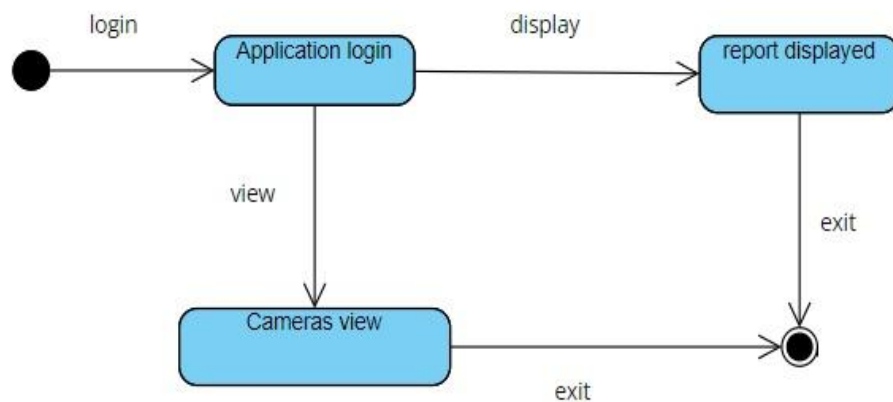 login
display
Application login
report displayed
view
exit
Cameras view
exit